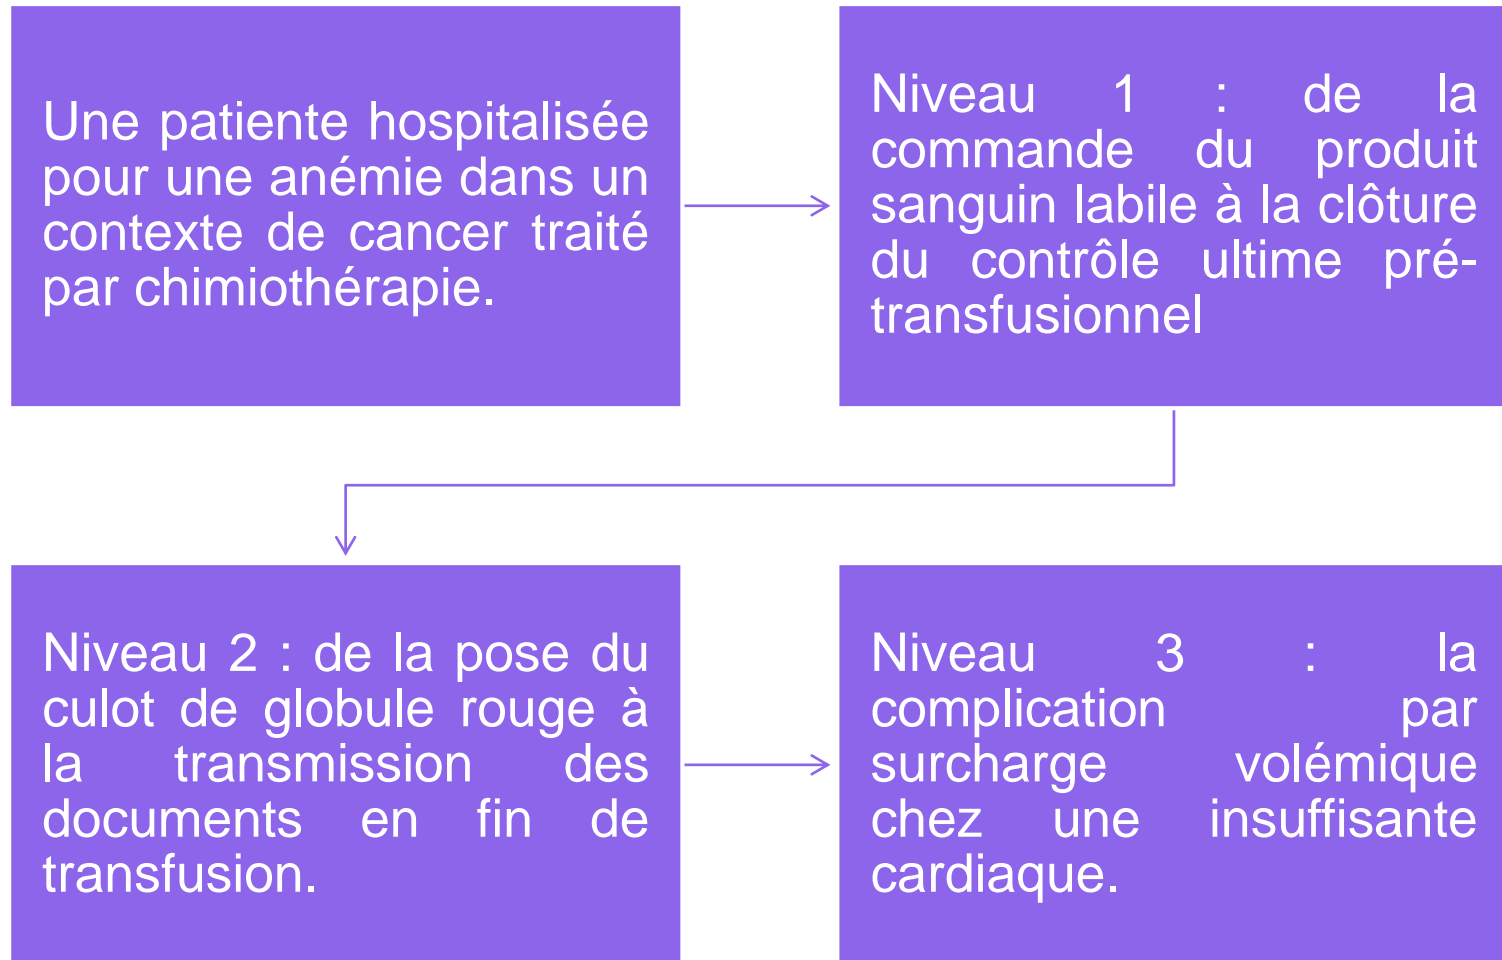 Une patiente hospitalisée
pour une anémie dans un
contexte de cancer traité
par chimiothérapie.
Niveau 1 : de la
commande du produit
sanguin labile à la clôture
du contrôle ultime pré-
transfusionnel
Niveau 2 : de la pose du
culot de globule rouge à
la transmission des
documents en fin de
transfusion.
Niveau 3 : la
complication par
surcharge volémique
chez une insuffisante
cardiaque.